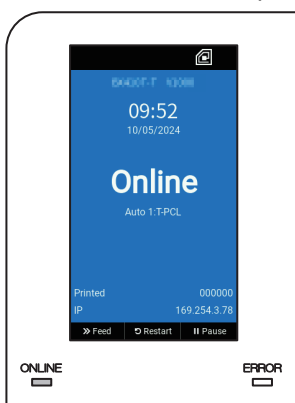 09:52
10/05/2024
Online
Auto 1:T-PCL
Printed 000000
IP 169.254.3.78
Feed Restart Pause
ONLINE ERROR